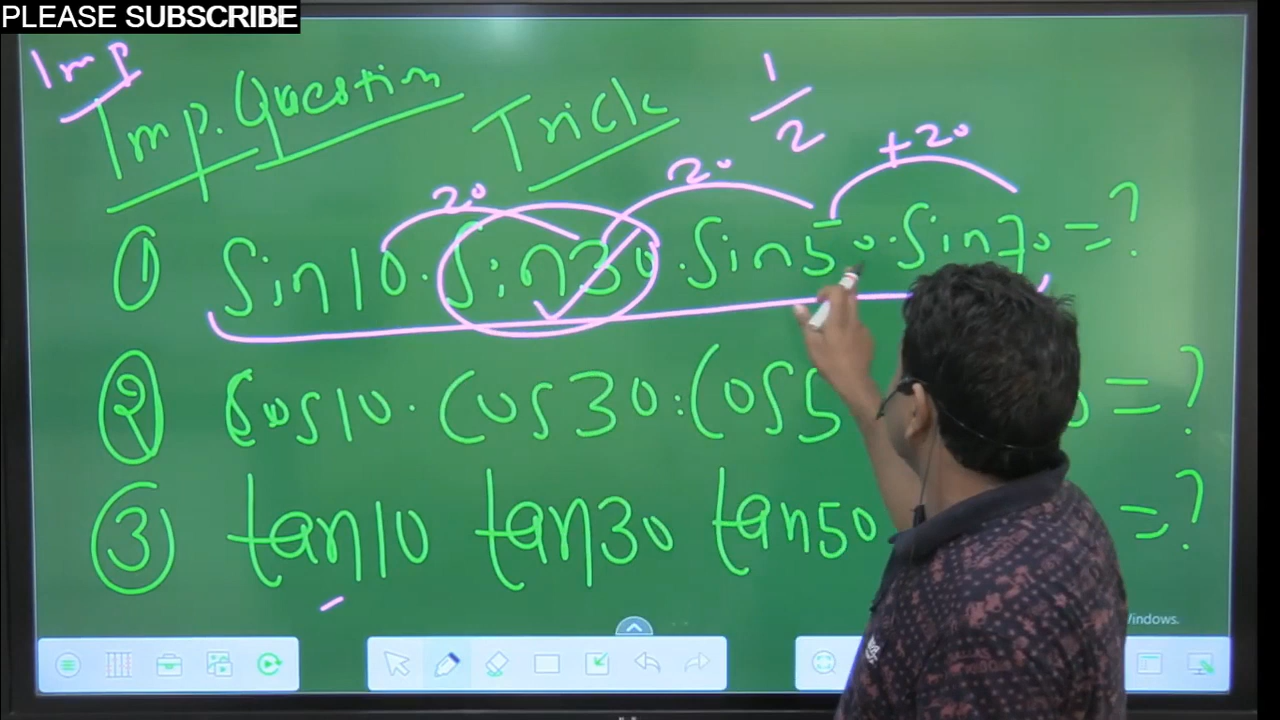 PLEASE SUBSCRIBE
Imp
Imp. Question Trick
1/2
20 20 +20
① Sin10 · Sin30 · Sin50 · Sin70 = ?
② Cos10 · Cos30 · Cos5 = ?
③ tan10 tan30 tan50 = ?
Windows.